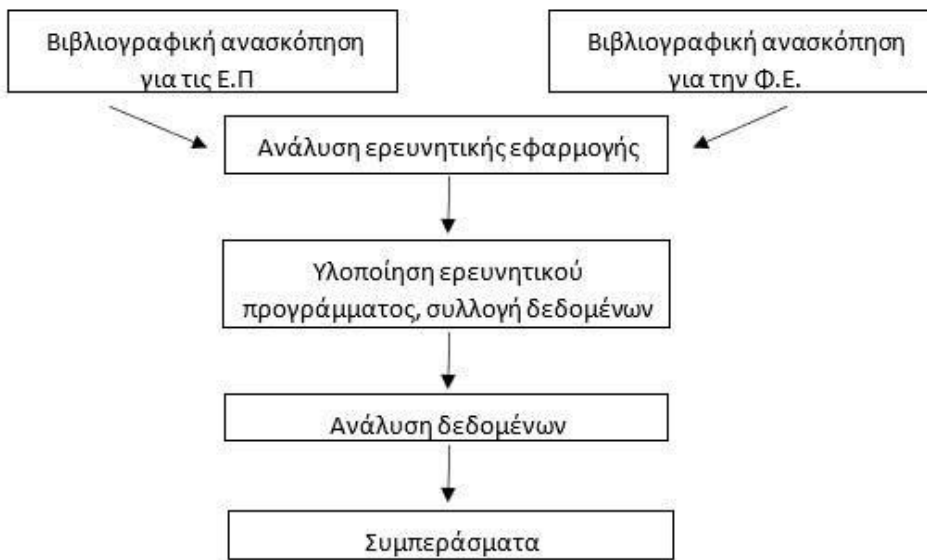 Βιβλιογραφική ανασκόπηση
για τις Ε.Π
Βιβλιογραφική ανασκόπηση
για την Φ.Ε.
Ανάλυση ερευνητικής εφαρμογής
Υλοποίηση ερευνητικού
προγράμματος, συλλογή δεδομένων
Ανάλυση δεδομένων
Συμπεράσματα